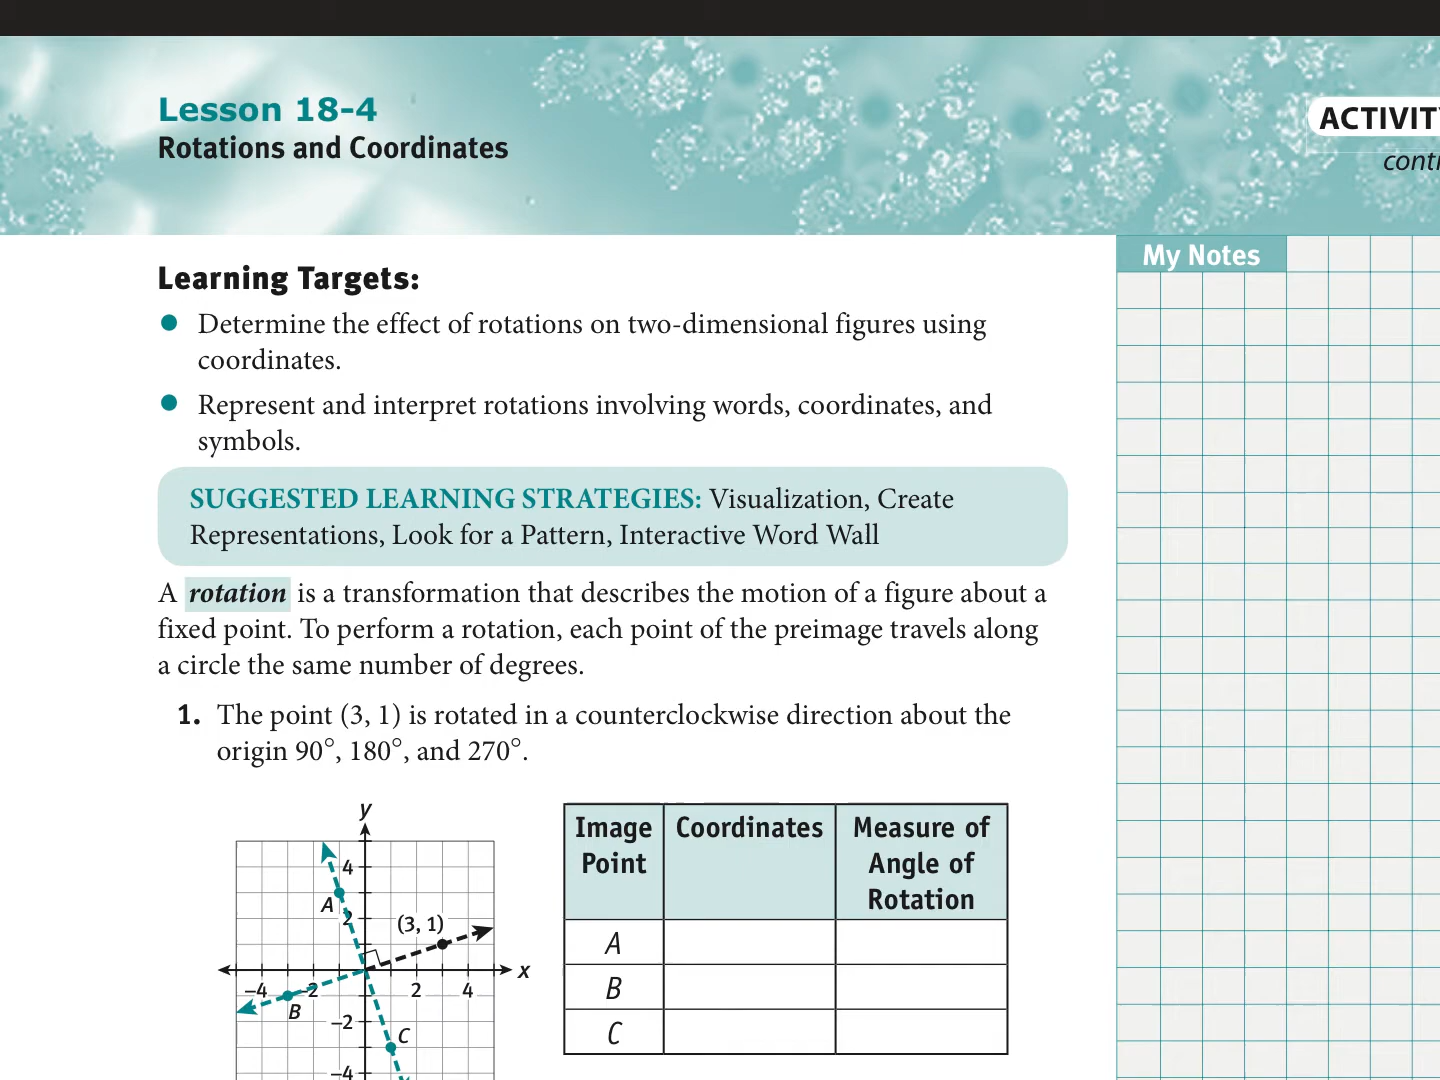 Lesson 18-4
Rotations and Coordinates
ACTIVIT
conti
My Notes
Learning Targets:
● Determine the effect of rotations on two-dimensional figures using
coordinates.
● Represent and interpret rotations involving words, coordinates, and
symbols.
SUGGESTED LEARNING STRATEGIES: Visualization, Create
Representations, Look for a Pattern, Interactive Word Wall
A rotation is a transformation that describes the motion of a figure about a
fixed point. To perform a rotation, each point of the preimage travels along
a circle the same number of degrees.
1. The point (3, 1) is rotated in a counterclockwise direction about the
origin 90°, 180°, and 270°.
y
4
A
2
(3, 1)
x
–4 –2 2 4
B
–2
C
–4
Image Point
Coordinates
Measure of Angle of Rotation
A
B
C